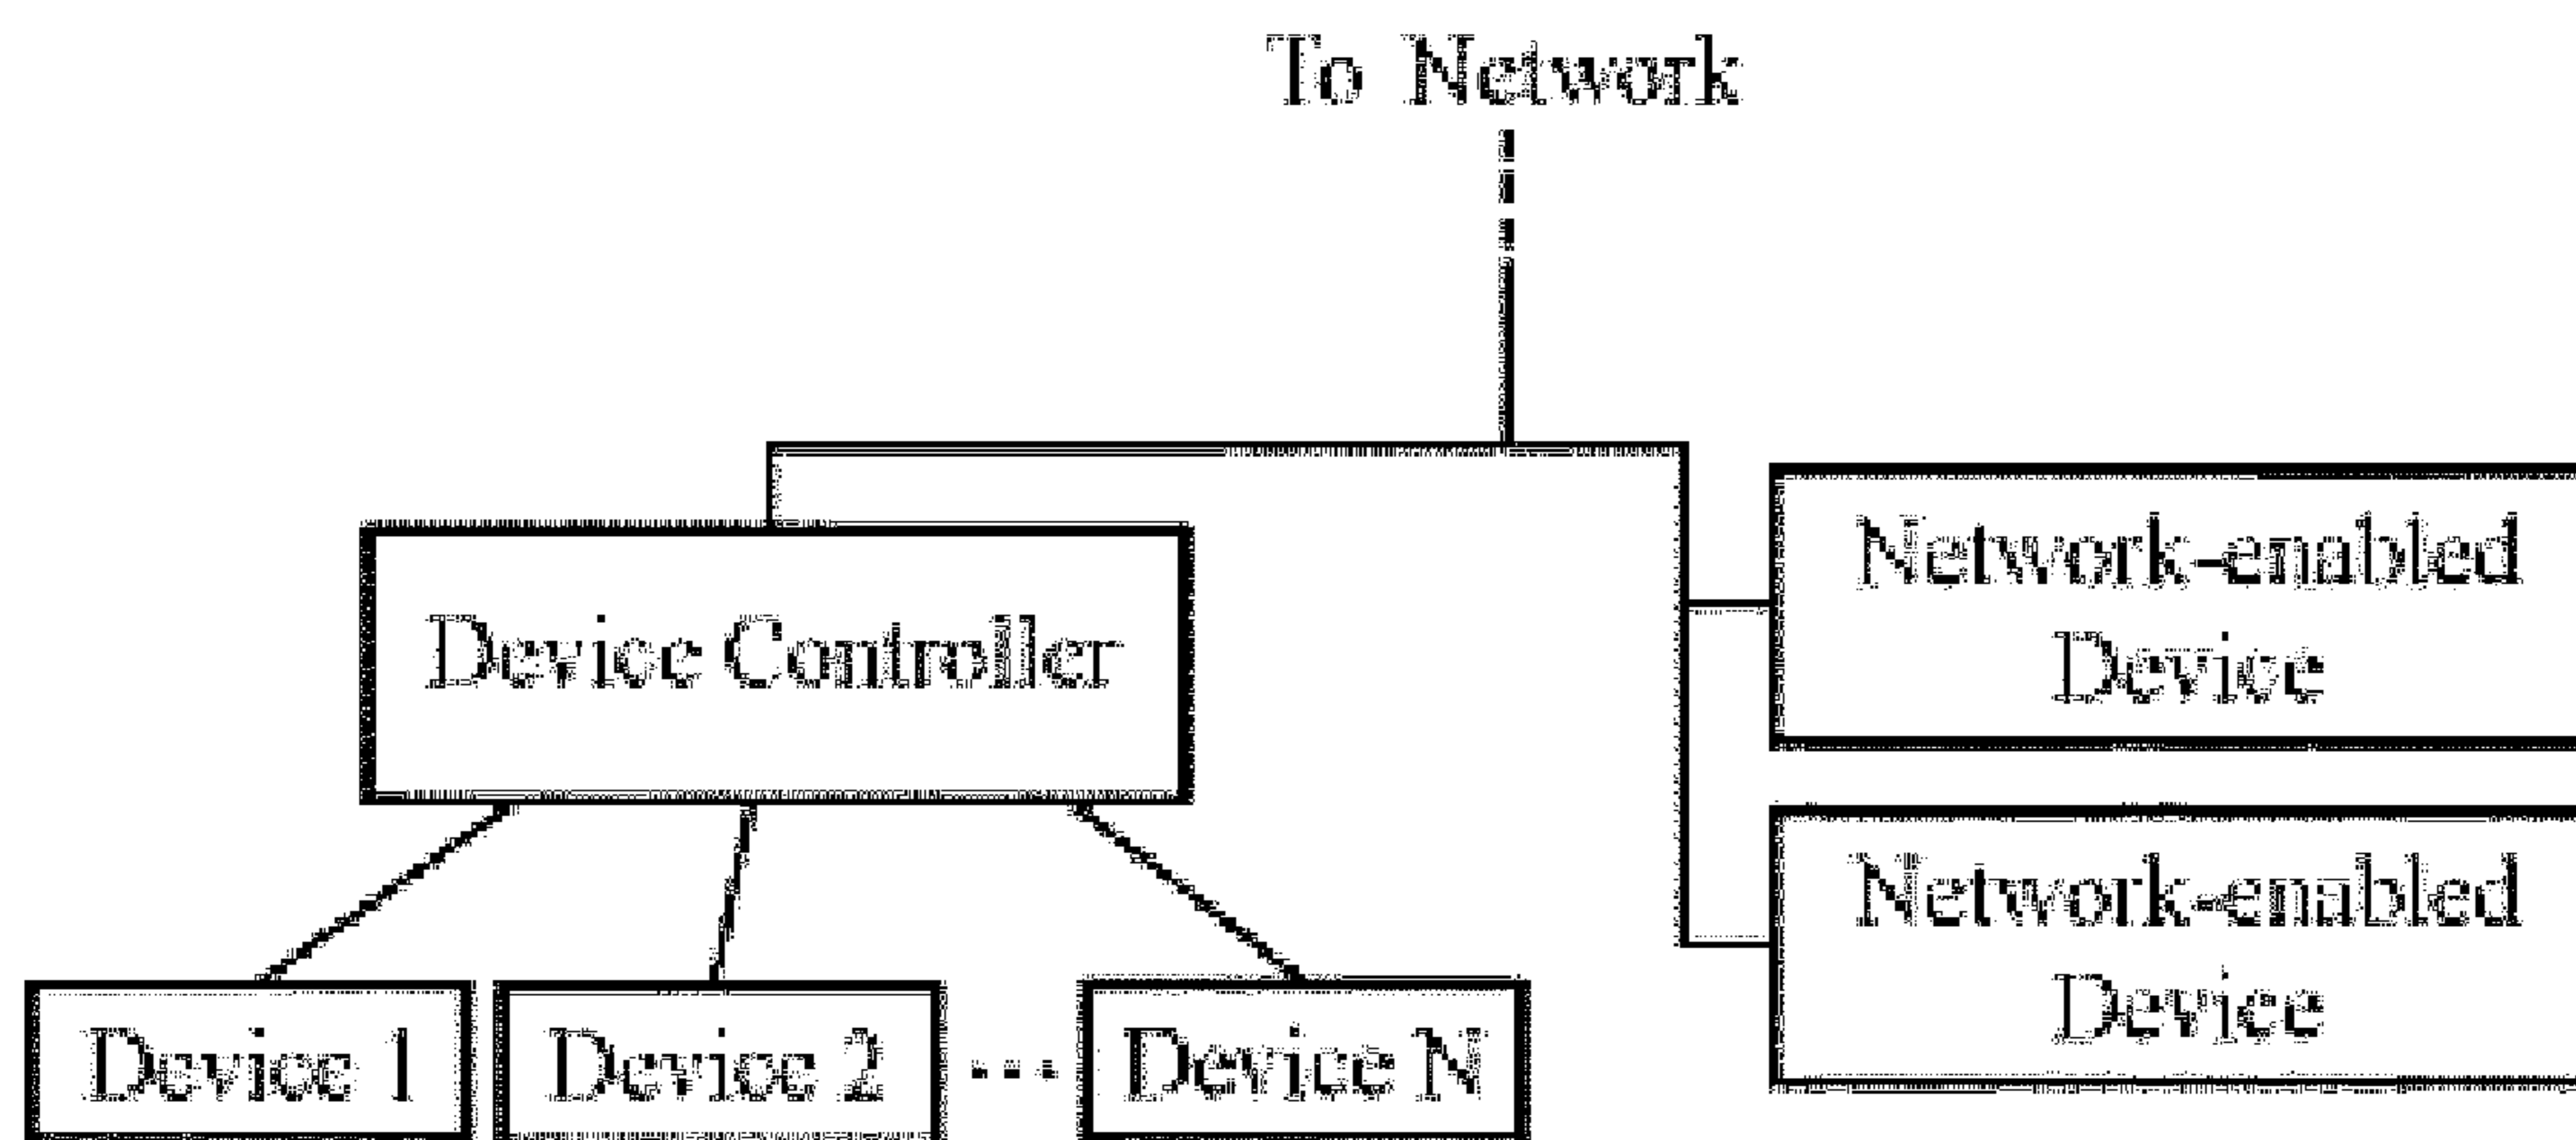 To Network
Device Controller
Network-enabled
Device
Network-enabled
Device
Device 1
Device 2
Device N